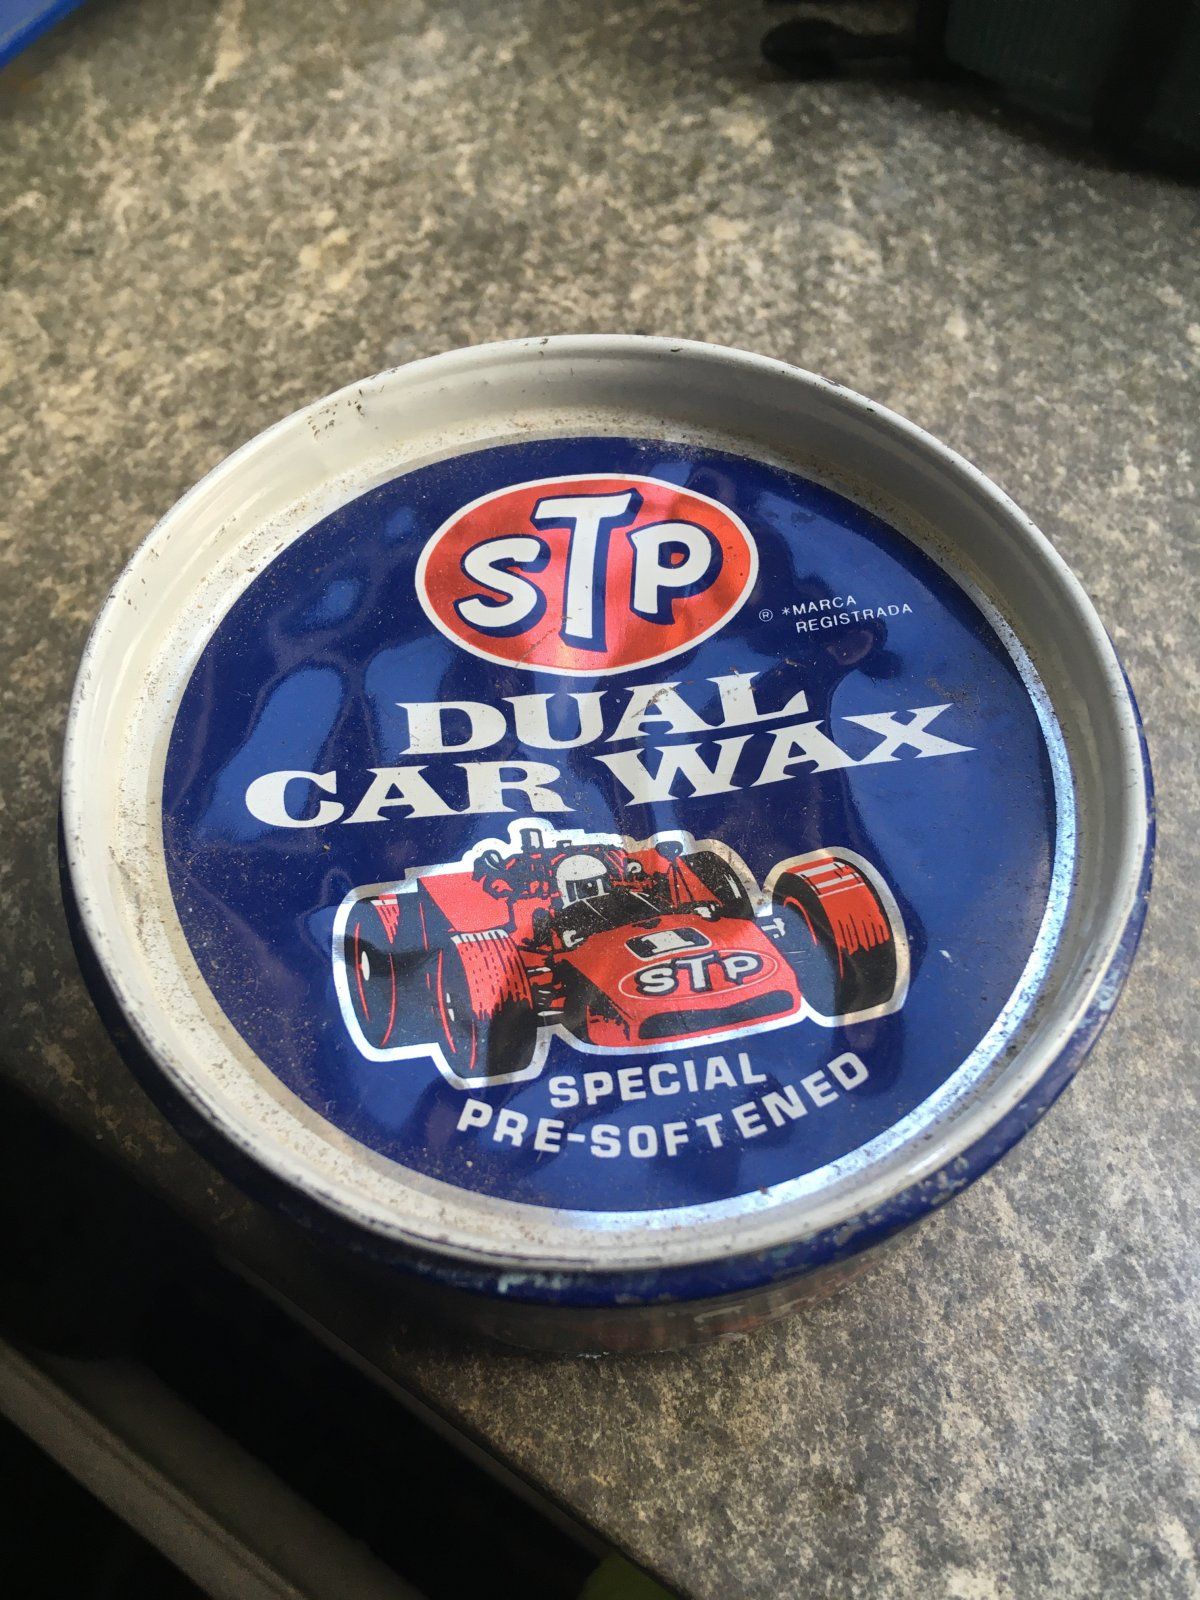 STP
® *MARCA
REGISTRADA
DUAL
CAR WAX
1
STP
SPECIAL
PRE-SOFTENED